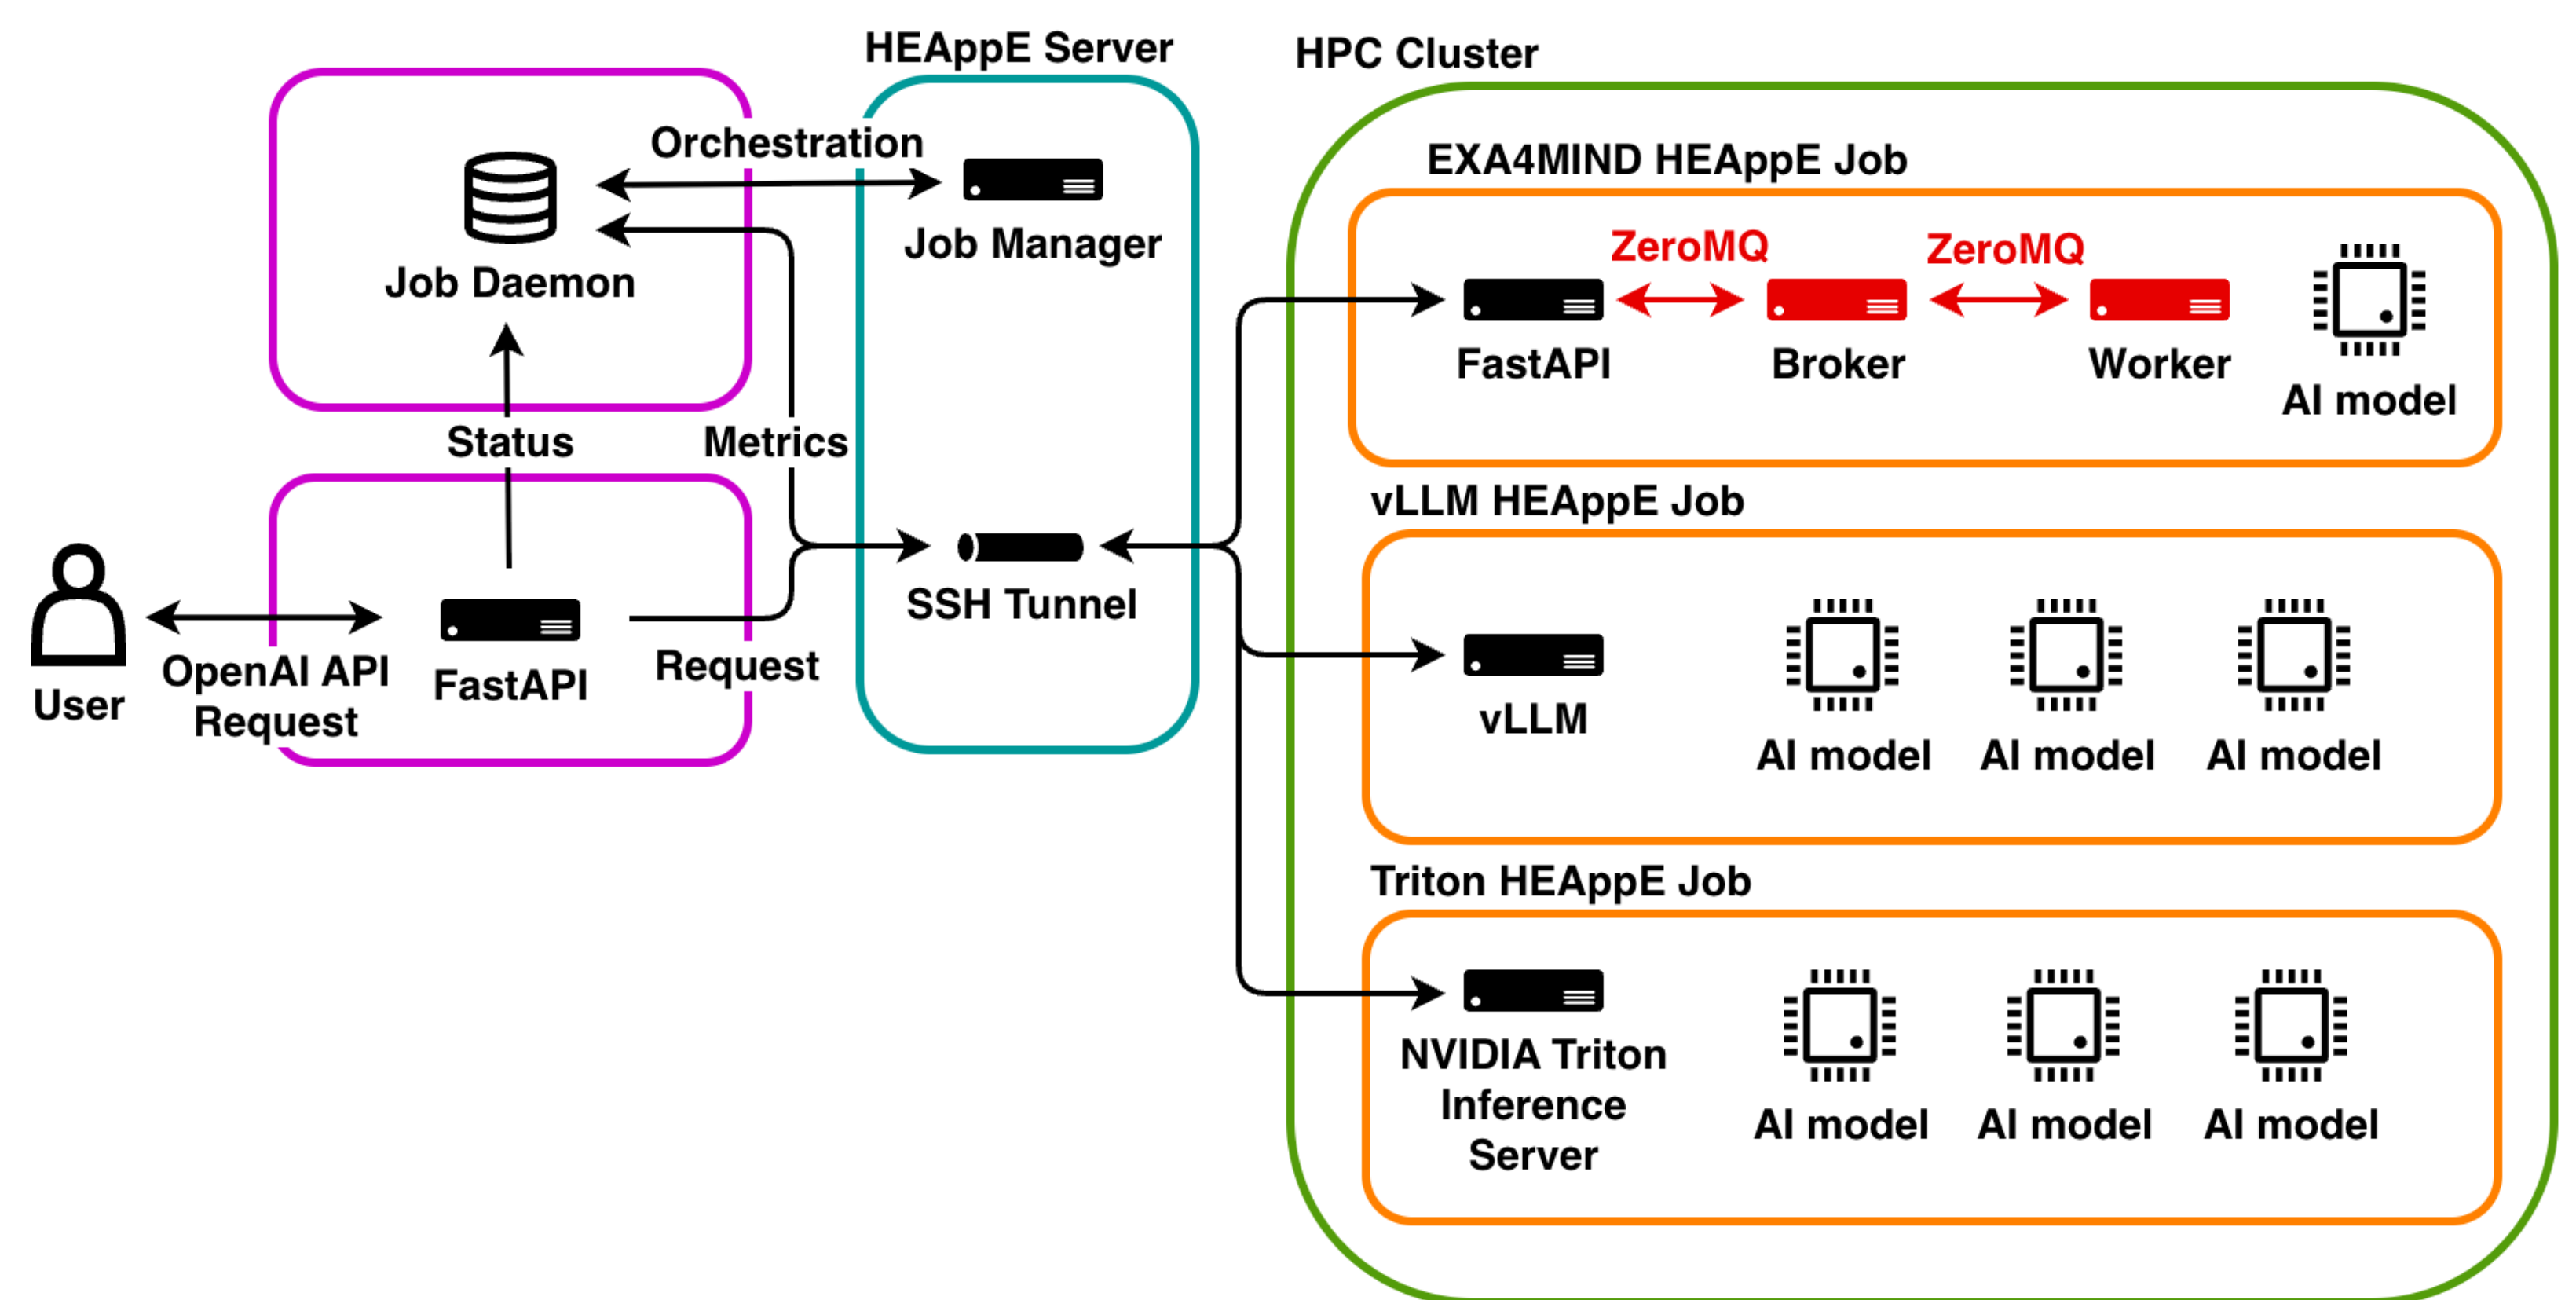 HEAppE Server
HPC Cluster
Orchestration
Job Daemon
Job Manager
Status
Metrics
User
OpenAI API
Request
FastAPI
Request
SSH Tunnel
EXA4MIND HEAppE Job
ZeroMQ
ZeroMQ
FastAPI
Broker
Worker
AI model
vLLM HEAppE Job
vLLM
AI model
AI model
AI model
Triton HEAppE Job
NVIDIA Triton
Inference
Server
AI model
AI model
AI model